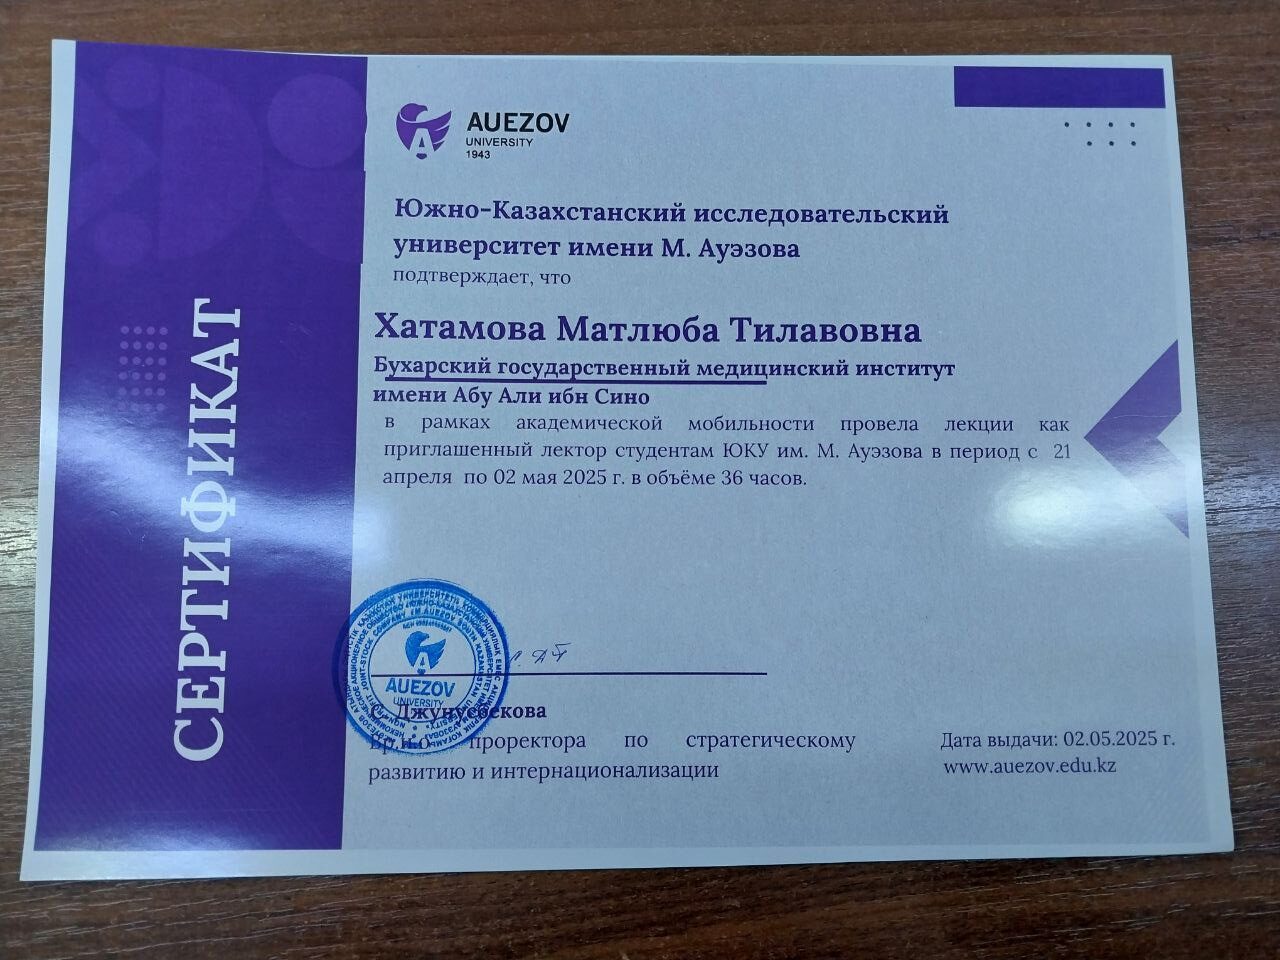 СЕРТИФИКАТ
AUEZOV
UNIVERSITY
1943
Южно-Казахстанский исследовательский
университет имени М. Ауэзова
подтверждает, что
Хатамова Матлюба Тилавовна
Бухарский государственный медицинский институт
имени Абу Али ибн Сино
в рамках академической мобильности провела лекции как
приглашенный лектор студентам ЮКУ им. М. Ауэзова в период с 21
апреля по 02 мая 2025 г. в объёме 36 часов.
AUEZOV
UNIVERSITY
С. Джунусбекова
Вр.и.о. проректора по стратегическому
развитию и интернационализации
Дата выдачи: 02.05.2025 г.
www.auezov.edu.kz